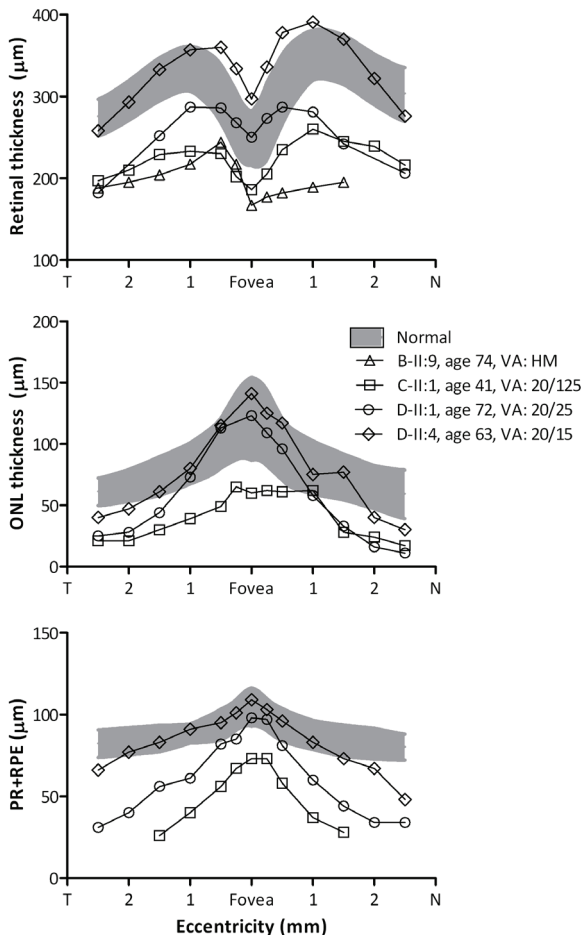 400
300
200
100
Retinal thickness (μm)
T 2 1 Fovea 1 2 N
200
150
100
50
0
ONL thickness (μm)
Normal
B-II:9, age 74, VA: HM
C-II:1, age 41, VA: 20/125
D-II:1, age 72, VA: 20/25
D-II:4, age 63, VA: 20/15
T 2 1 Fovea 1 2 N
150
100
50
0
PR+RPE (μm)
T 2 1 Fovea 1 2 N
Eccentricity (mm)